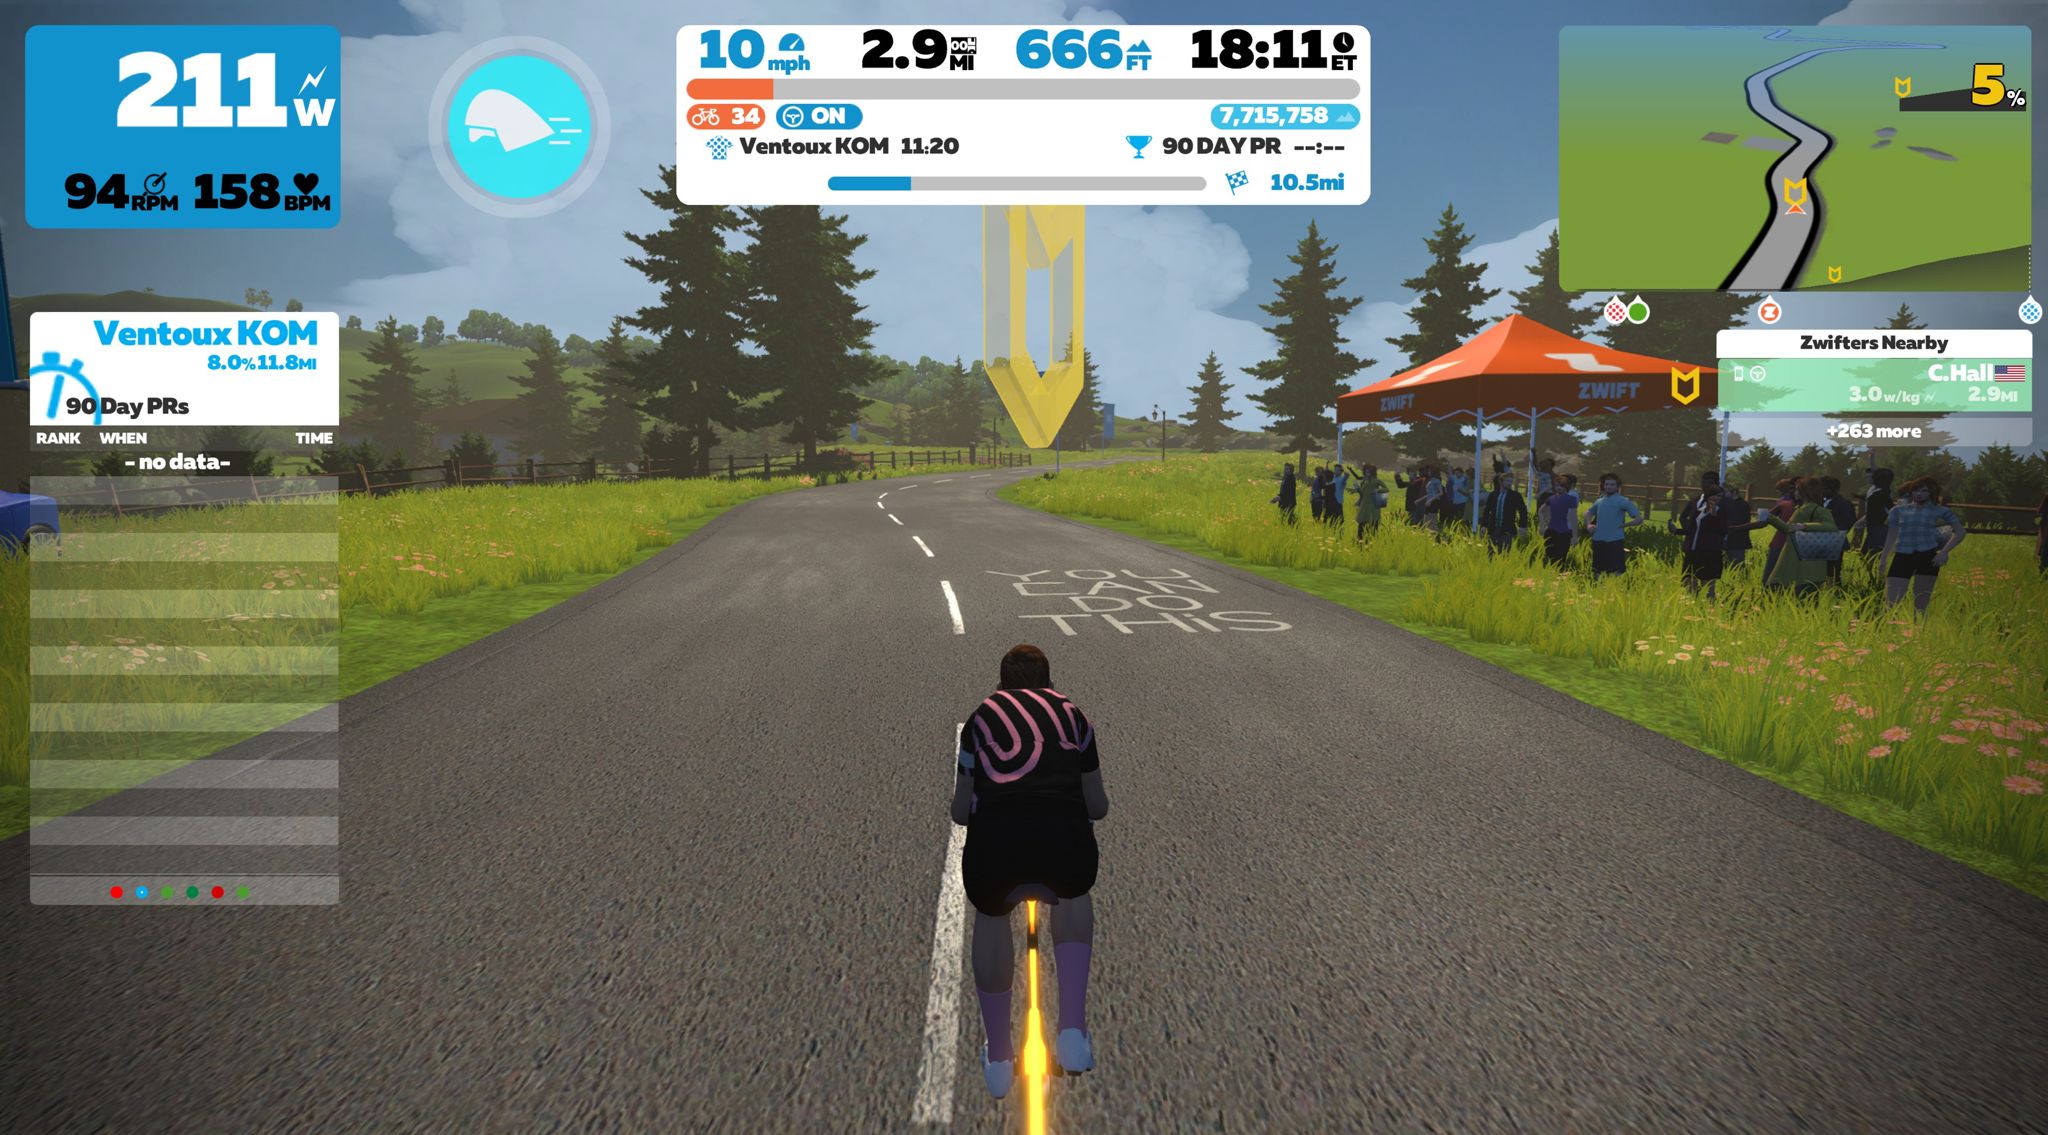 211 W
94 RPM 158 BPM
10 mph 2.9 MI 666 FT 18:11 ET
34 ON 7,715,758
Ventoux KOM 11:20 90 DAY PR --:--
10.5mi
5%
Ventoux KOM
8.0% 11.8MI
90 Day PRs
RANK WHEN TIME
- no data-
Zwifters Nearby
C.Hall
3.0 w/kg 2.9MI
+263 more
ZWIFT ZWIFT
YOU
CAN
DO
THiS